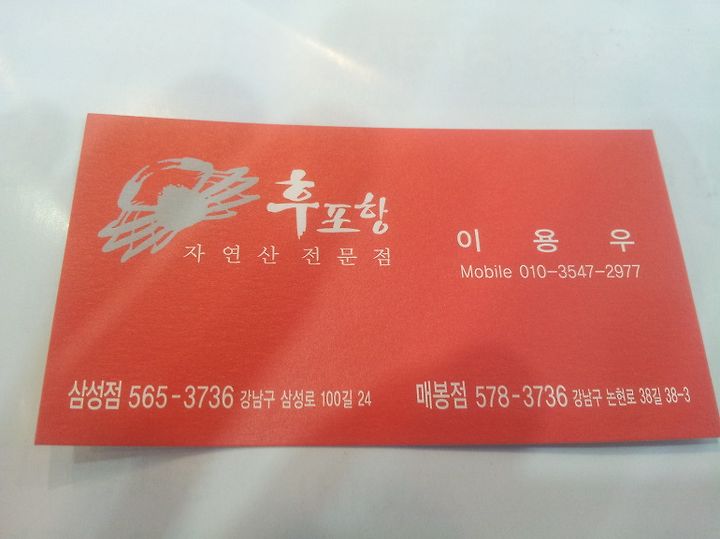 후포항
자연산 전문점
이 용 우
Mobile 010-3547-2977
삼성점 565-3736 강남구 삼성로 100길 24
매봉점 578-3736 강남구 논현로 38길 38-3